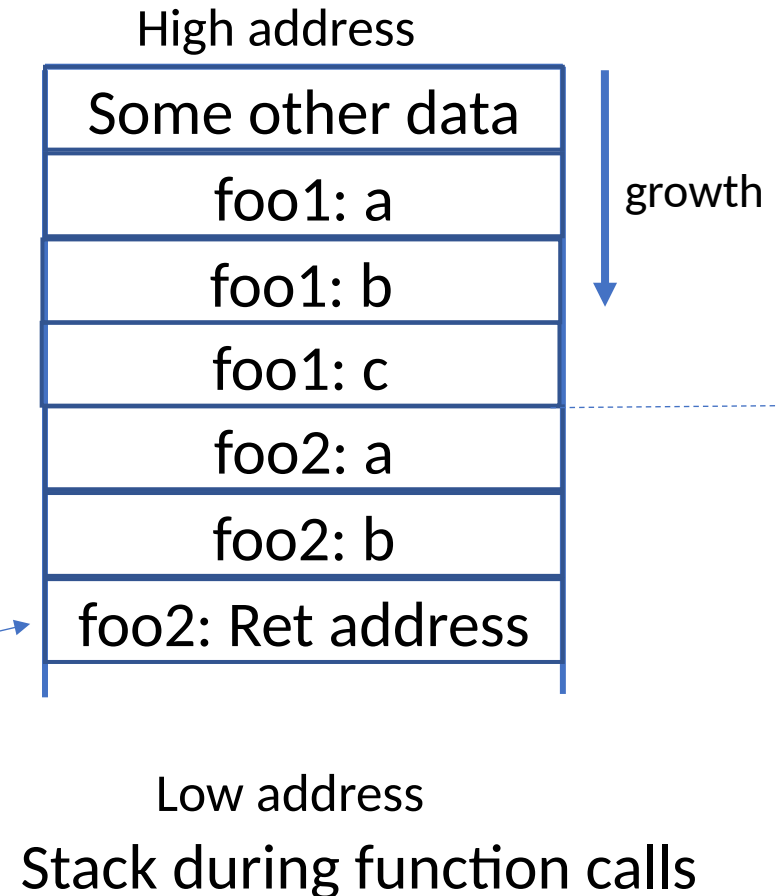 High address
Some other data
foo1: a
growth
foo1: b
foo1: c
foo2: a
foo2: b
foo2: Ret address
Low address
Stack during function calls